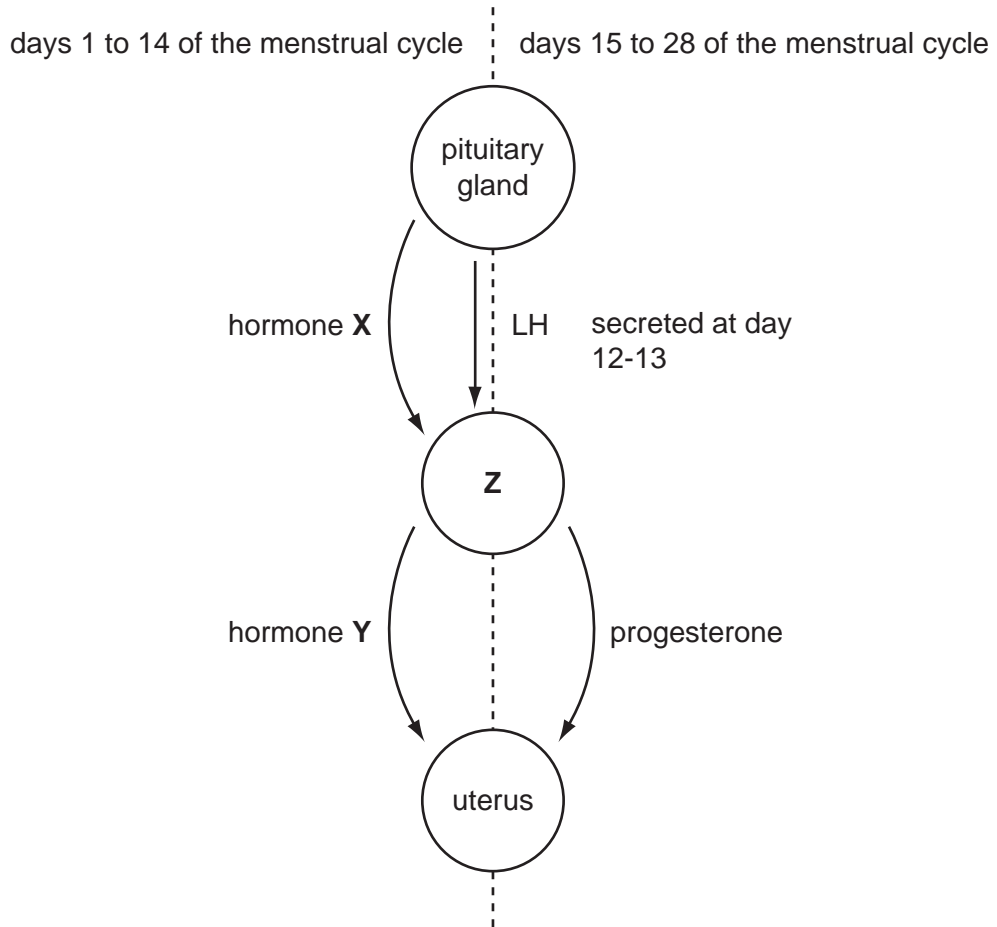 days 1 to 14 of the menstrual cycle
days 15 to 28 of the menstrual cycle
pituitary
gland
hormone X
LH
secreted at day
12-13
Z
hormone Y
progesterone
uterus